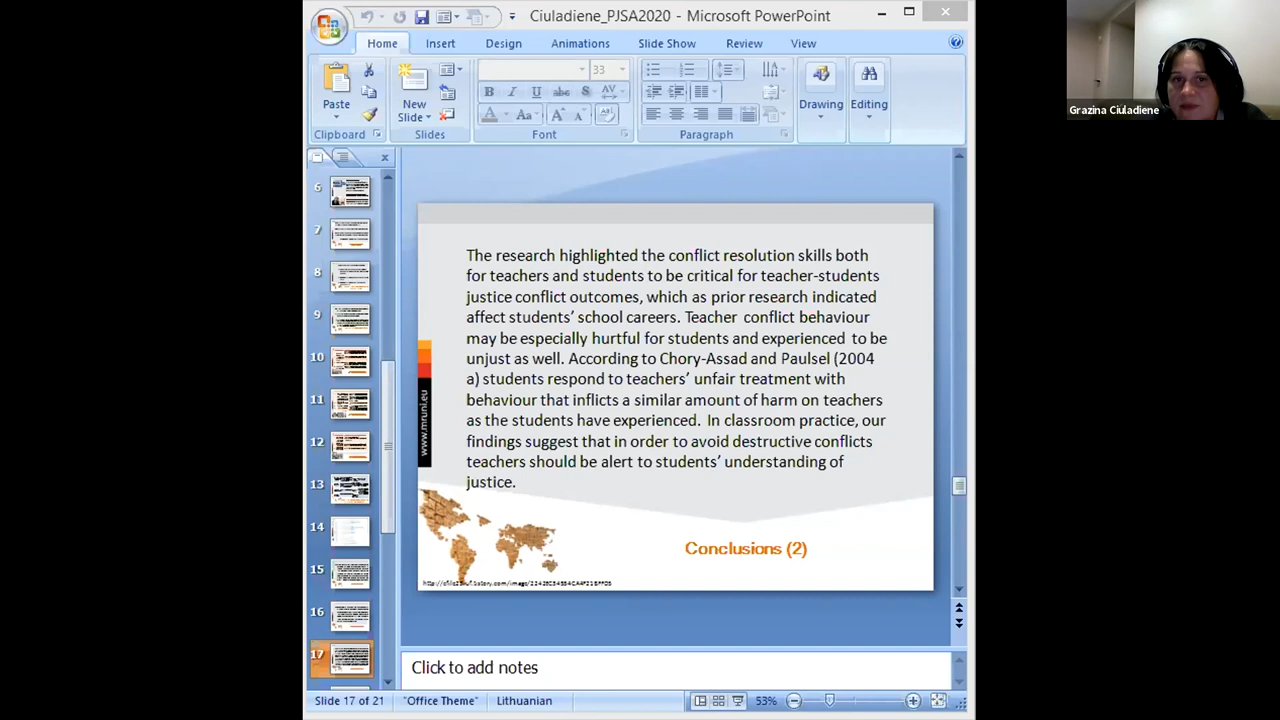 Ciuladiene_PJSA2020 - Microsoft PowerPoint
Home Insert Design Animations Slide Show Review View
Grazina Ciuladiene
33
Paste
New
Slide
Drawing
Editing
Clipboard
Slides
Font
Paragraph
6
7
8
9
10
11
12
13
14
15
16
17
The research highlighted the conflict resolution skills both
for teachers and students to be critical for teacher-students
justice conflict outcomes, which as prior research indicated
affect students’ school careers. Teacher conflict behaviour
may be especially hurtful for students and experienced to be
unjust as well. According to Chory-Assad and Paulsel (2004
a) students respond to teachers’ unfair treatment with
behaviour that inflicts a similar amount of harm on teachers
as the students have experienced. In classroom practice, our
findings suggest that in order to avoid destructive conflicts
teachers should be alert to students’ understanding of
justice.
www.mruni.eu
Conclusions (2)
Click to add notes
Slide 17 of 21 "Office Theme" Lithuanian 53%